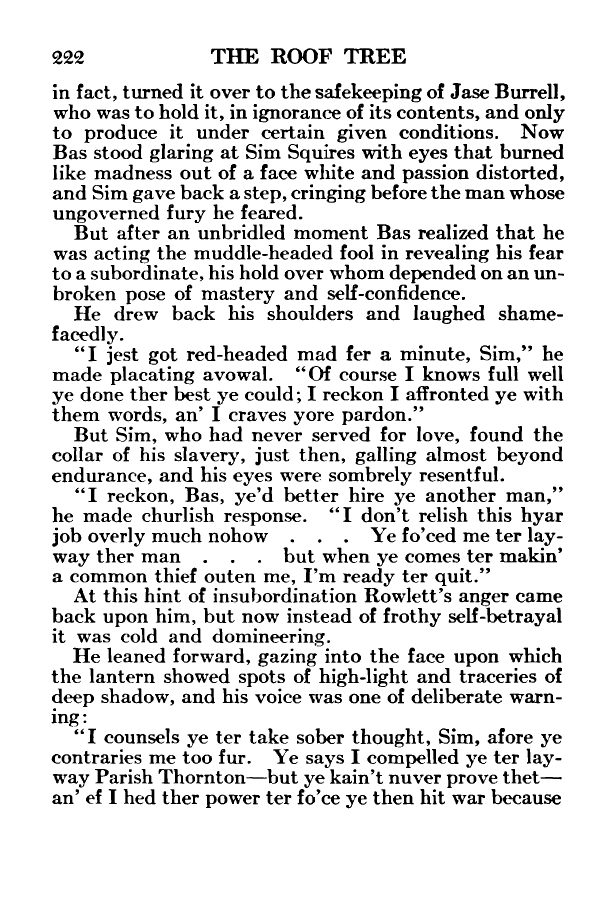 222 THE ROOF TREE
in fact, turned it over to the safekeeping of Jase Burrell,
who was to hold it, in ignorance of its contents, and only
to produce it under certain given conditions. Now
Bas stood glaring at Sim Squires with eyes that burned
like madness out of a face white and passion distorted,
and Sim gave back a step, cringing before the man whose
ungoverned fury he feared.
But after an unbridled moment Bas realized that he
was acting the muddle-headed fool in revealing his fear
to a subordinate, his hold over whom depended on an un-
broken pose of mastery and self-confidence.
He drew back his shoulders and laughed shame-
facedly.
“I jest got red-headed mad fer a minute, Sim,” he
made placating avowal. “Of course I knows full well
ye done ther best ye could; I reckon I affronted ye with
them words, an’ I craves yore pardon.”
But Sim, who had never served for love, found the
collar of his slavery, just then, galling almost beyond
endurance, and his eyes were sombrely resentful.
“I reckon, Bas, ye’d better hire ye another man,”
he made churlish response. “I don’t relish this hyar
job overly much nohow . . . Ye fo’ced me ter lay-
way ther man . . . but when ye comes ter makin’
a common thief outen me, I’m ready ter quit.”
At this hint of insubordination Rowlett’s anger came
back upon him, but now instead of frothy self-betrayal
it was cold and domineering.
He leaned forward, gazing into the face upon which
the lantern showed spots of high-light and traceries of
deep shadow, and his voice was one of deliberate warn-
ing:
“I counsels ye ter take sober thought, Sim, afore ye
contraries me too fur. Ye says I compelled ye ter lay-
way Parish Thornton—but ye kain’t nuver prove thet—
an’ ef I hed ther power ter fo’ce ye then hit war because